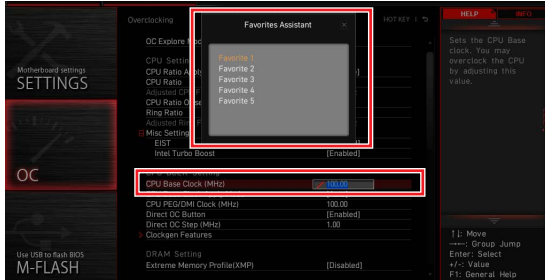 Overclocking
Favorites Assistant
×
HOT KEY
HELP
INFO
OC Explore Mode
Favorite 1
Favorite 2
Favorite 3
Favorite 4
Favorite 5
Sets the CPU Base
clock. You may
overclock the CPU
by adjusting this
value.
Motherboard settings
SETTINGS
CPU Setting
CPU Ratio
CPU Ratio
Adjusted CPU
CPU Ratio
Ring Ratio
Adjusted Ring
Misc Setting
EIST
Intel Turbo Boost [Enabled]
OC
CPU Base Clock (MHz) 100.00
CPU PEG/DMI Clock (MHz) 100.00
Direct OC Button [Enabled]
Direct OC Step (MHz) 1.00
Clockgen Features
DRAM Setting
Extreme Memory Profile(XMP) [Disabled]
Use USB to flash BIOS
M-FLASH
↑↓: Move
→←: Group Jump
Enter: Select
+/-: Value
F1: General Help